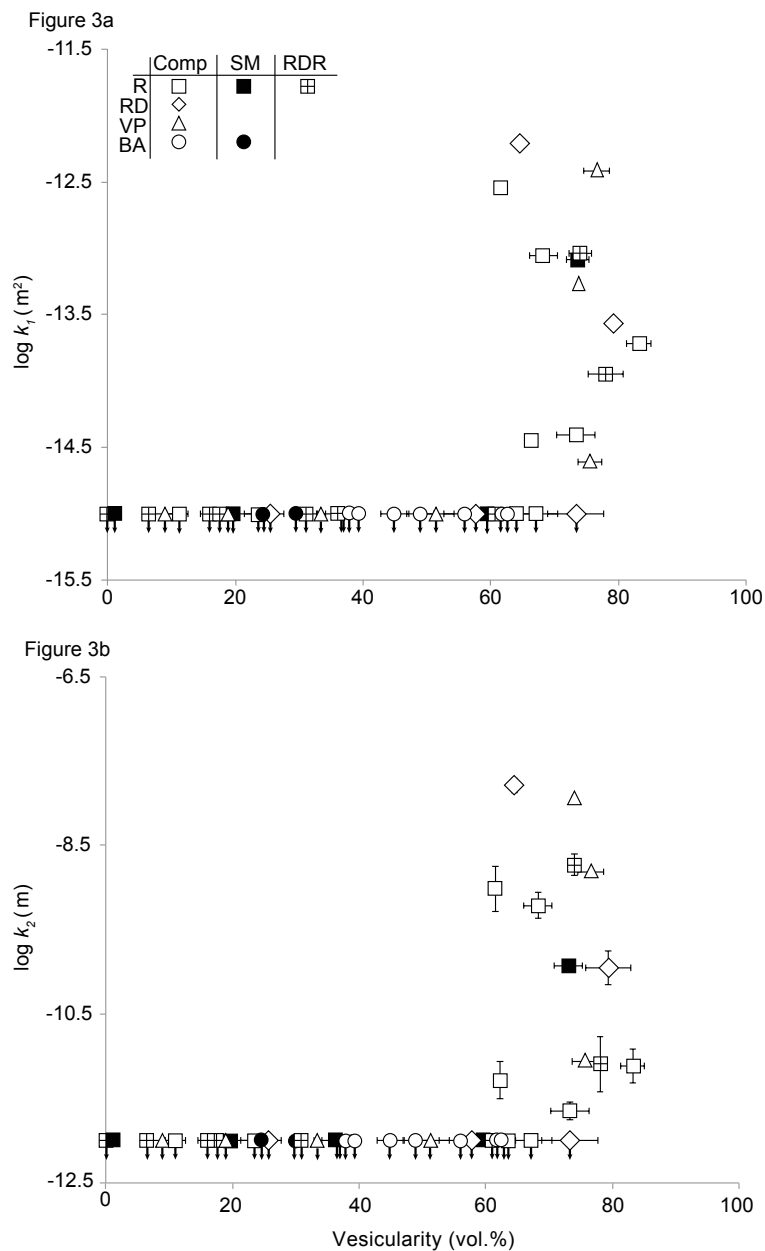 Figure 3a
Comp SM RDR
R
RD
VP
BA
-11.5
-12.5
-13.5
-14.5
-15.5
log k₁ (m²)
0 20 40 60 80 100
Figure 3b
-6.5
-8.5
-10.5
-12.5
log k₂ (m)
0 20 40 60 80 100
Vesicularity (vol.%)